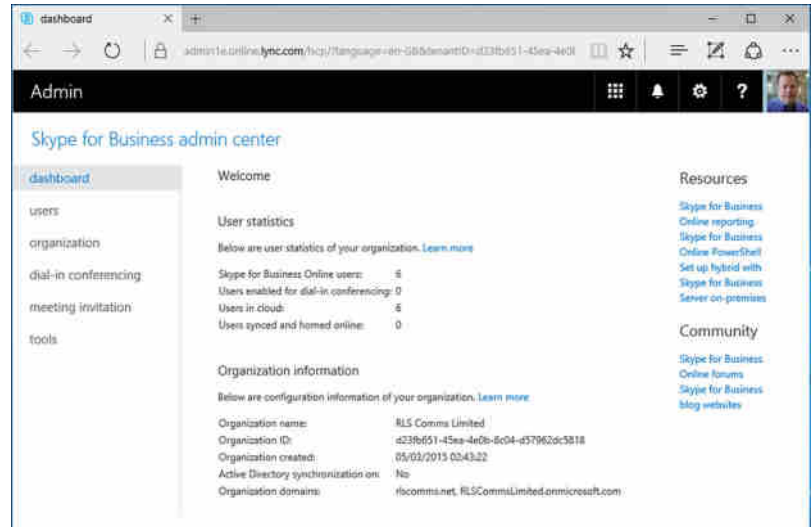 dashboard
admin1e.online.lync.com/lscp/?language=en-GB&tenantID=d23fb651-45ea-4e0b
Admin
?
Skype for Business admin center
dashboard
users
organization
dial-in conferencing
meeting invitation
tools
Welcome
User statistics
Below are user statistics of your organization. Learn more
Skype for Business Online users: 6
Users enabled for dial-in conferencing: 0
Users in cloud: 6
Users synced and homed online: 0
Organization information
Below are configuration information of your organization. Learn more
Organization name: RLS Comms Limited
Organization ID: d23fb651-45ea-4e0b-8c04-d57962dc5818
Organization created: 05/03/2015 02:43:22
Active Directory synchronization on: No
Organization domains: rlscomms.net, RLSCommsLimited.onmicrosoft.com
Resources
Skype for Business
Online reporting
Skype for Business
Online PowerShell
Set up hybrid with
Skype for Business
Server on-premises
Community
Skype for Business
Online forums
Skype for Business
blog websites